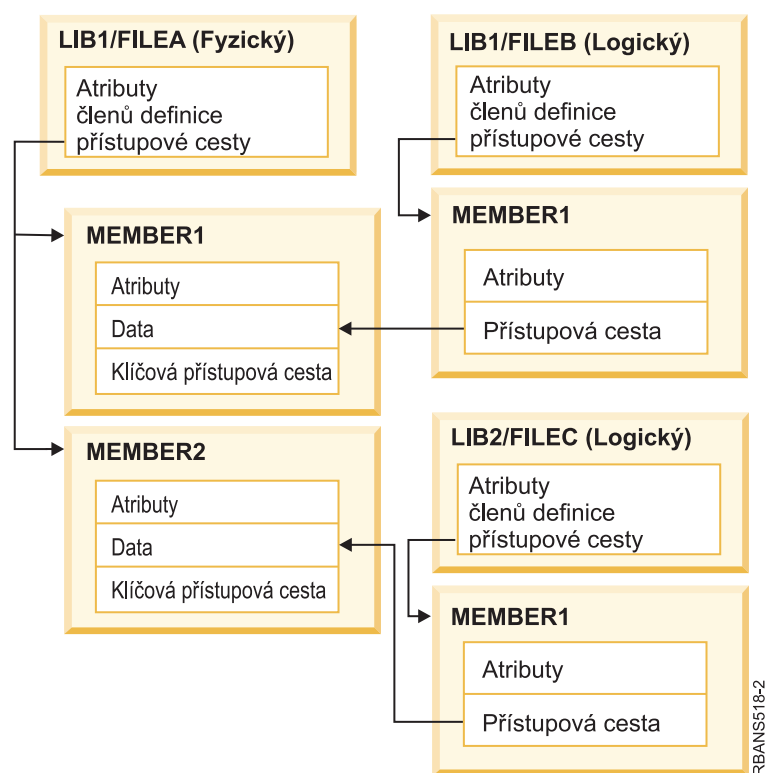 LIB1/FILEA (Fyzický)
Atributy
členů definice
přístupové cesty
MEMBER1
Atributy
Data
Klíčová přístupová cesta
MEMBER2
Atributy
Data
Klíčová přístupová cesta
LIB1/FILEB (Logický)
Atributy
členů definice
přístupové cesty
MEMBER1
Atributy
Přístupová cesta
LIB2/FILEC (Logický)
Atributy
členů definice
přístupové cesty
MEMBER1
Atributy
Přístupová cesta
RBANS518-2